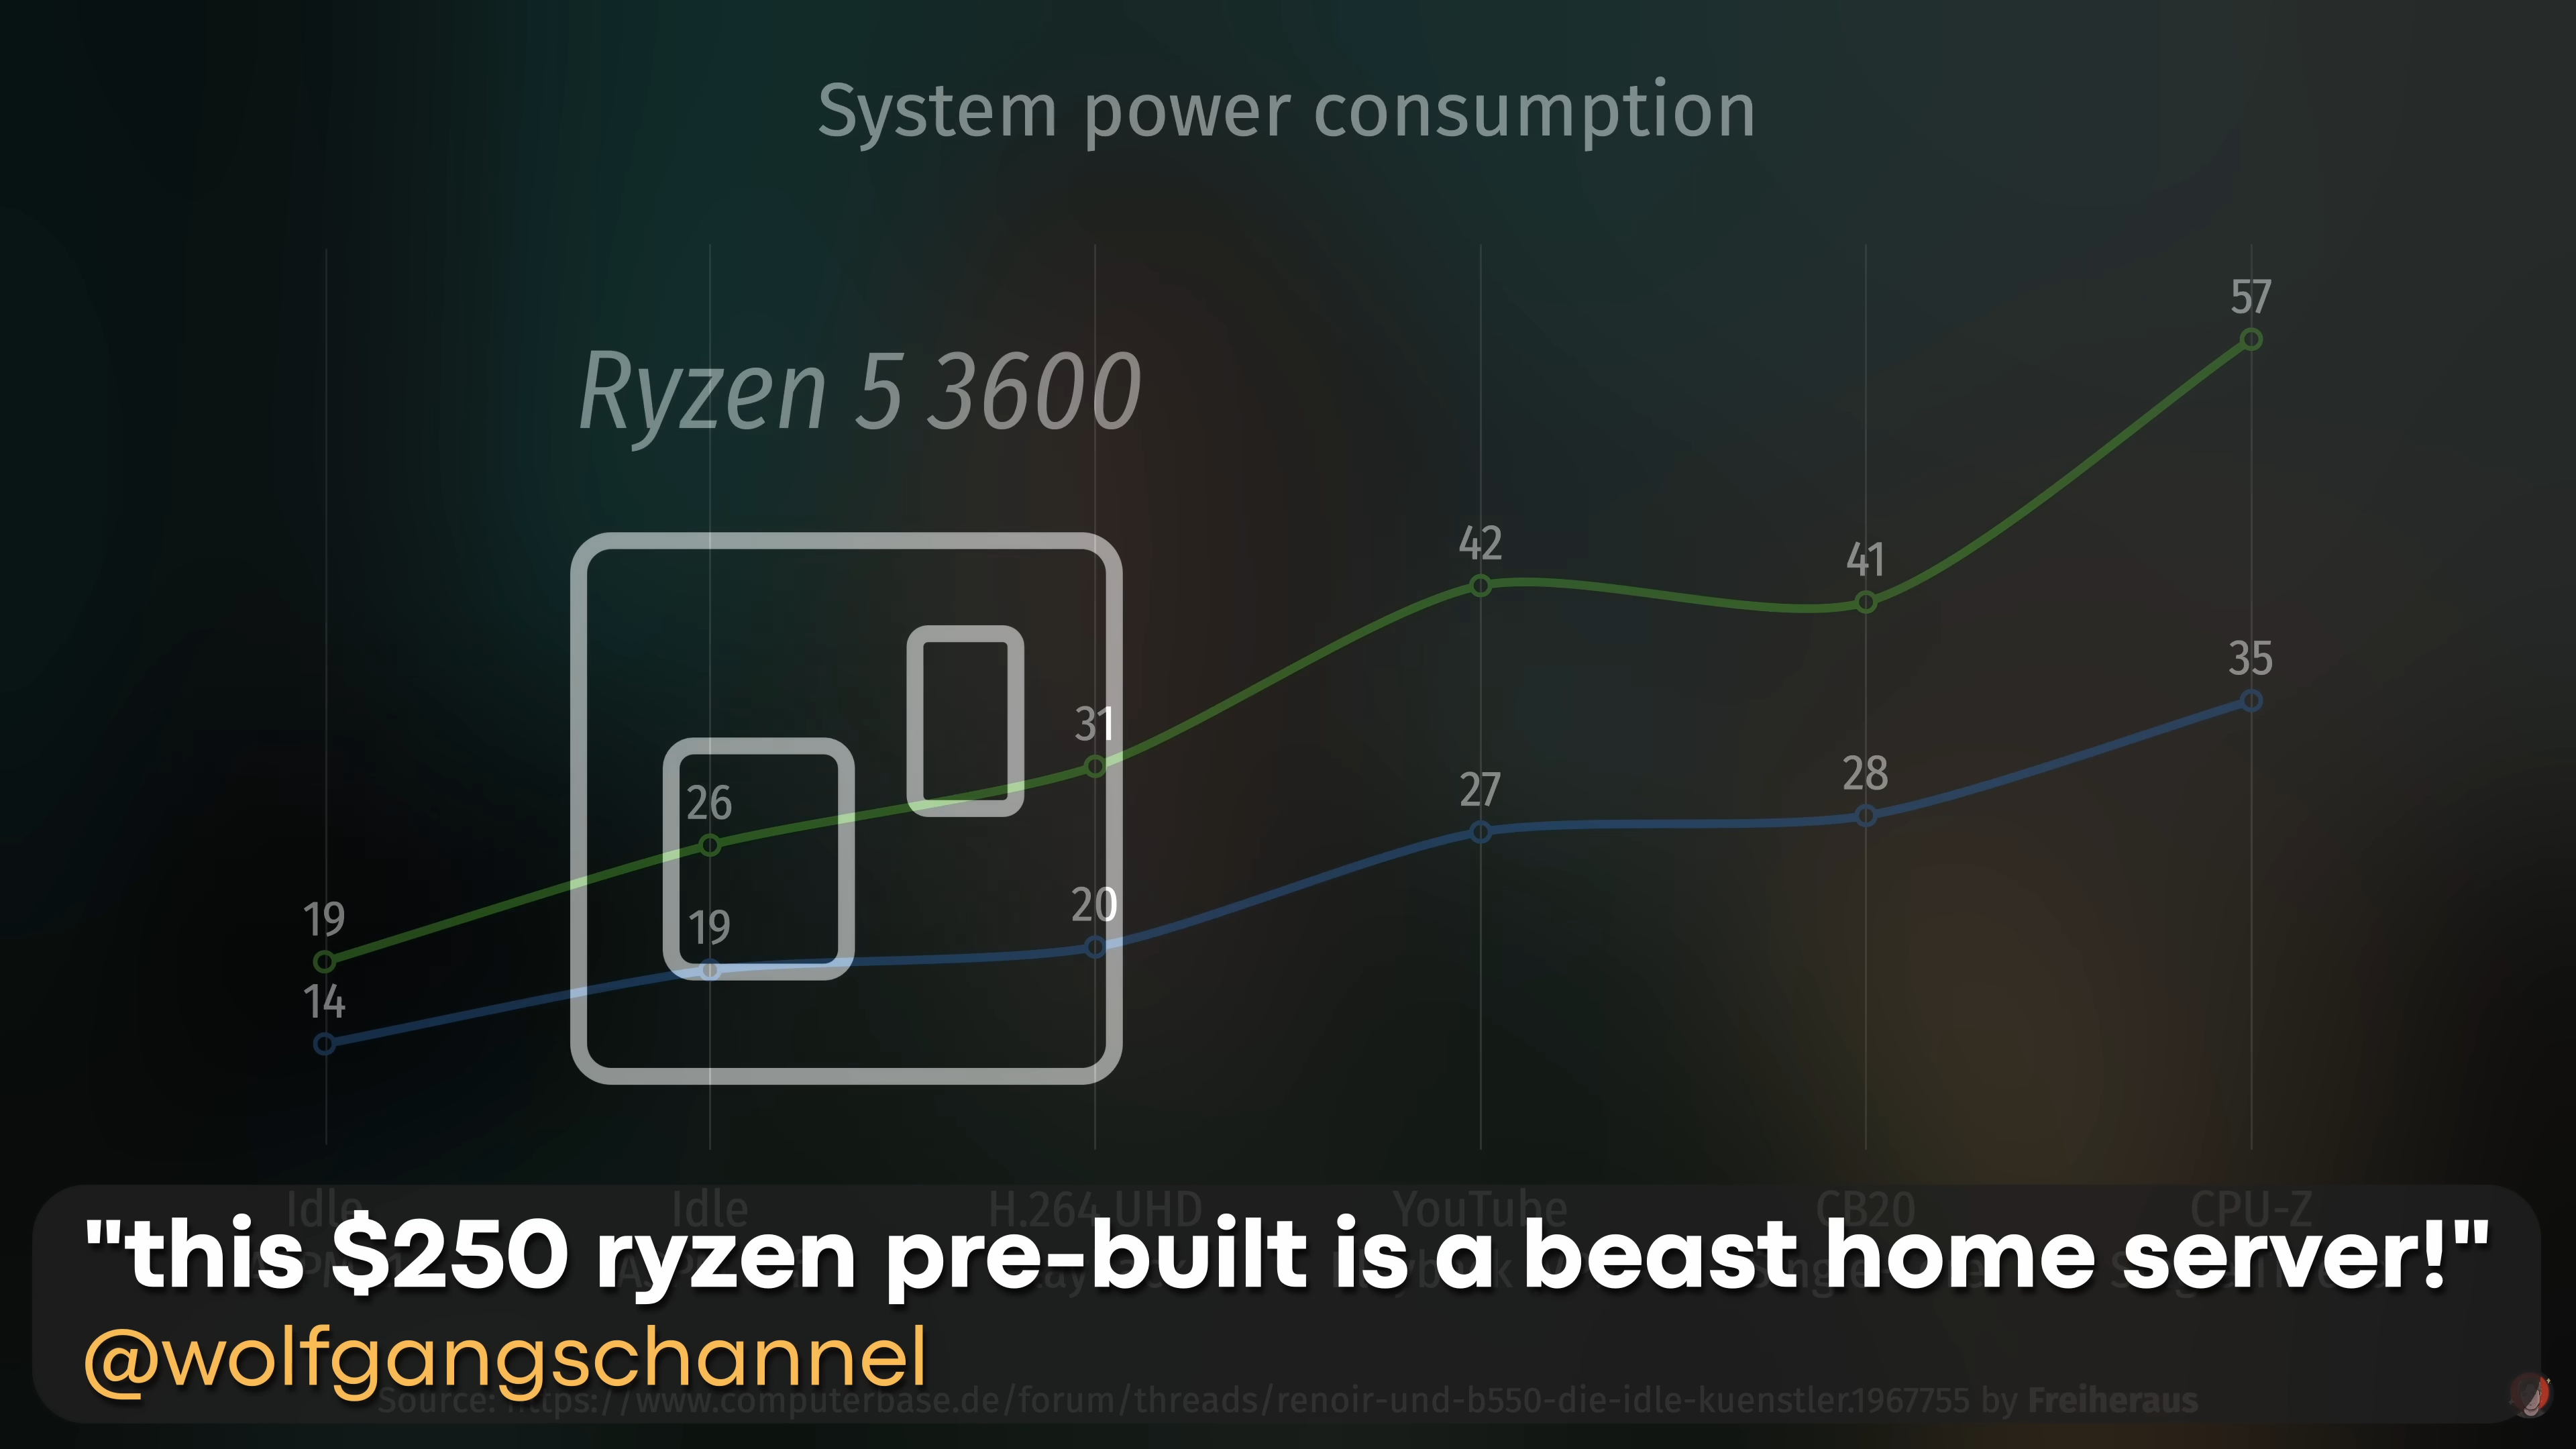 System power consumption
57
Ryzen 5 3600
42
41
35
31
28
27
26
20
19
19
14
Idle Idle H.264 UHD YouTube CB20 CPU-Z
"this $250 ryzen pre-built is a beast home server!"
@wolfgangschannel
Source: https://www.computerbase.de/forum/threads/renoir-und-b550-die-idle-kuenstler.1967755 by Freiheraus